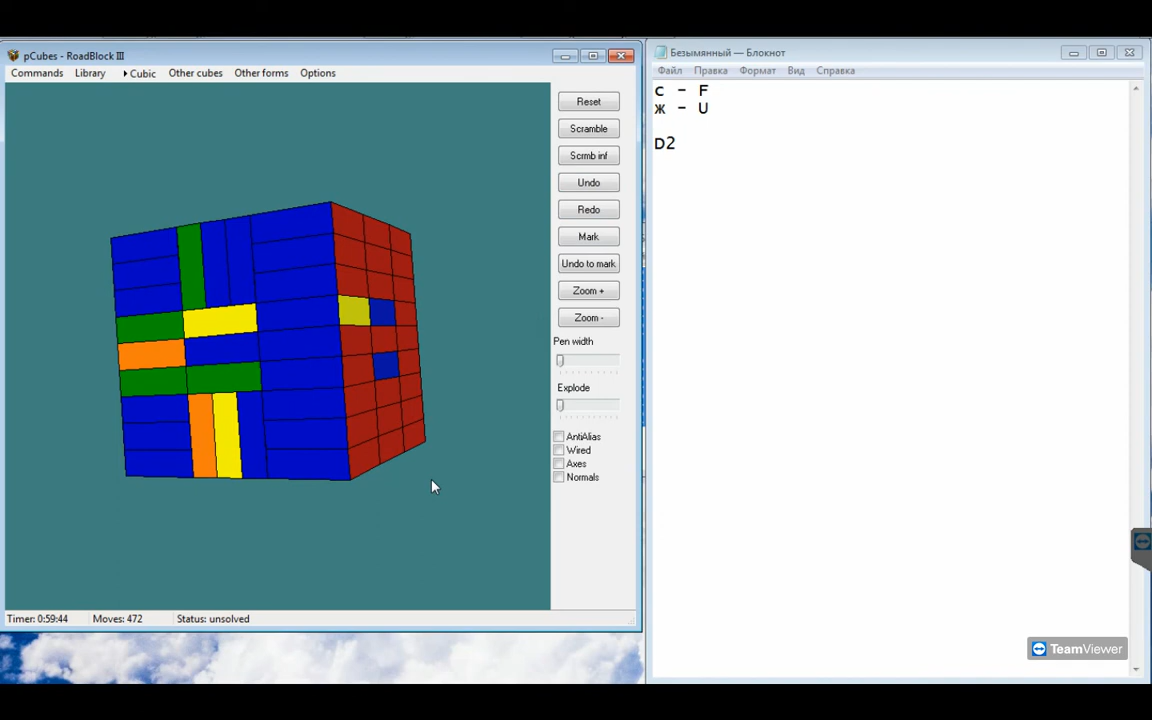 pCubes - RoadBlock III
Commands Library Cubic Other cubes Other forms Options
Reset
Scramble
Scrmb inf
Undo
Redo
Mark
Undo to mark
Zoom +
Zoom -
Pen width
Explode
AntiAlias
Wired
Axes
Normals
Timer: 0:59:44 Moves: 472 Status: unsolved
Безымянный — Блокнот
Файл Правка Формат Вид Справка
с - F
ж - U
D2
TeamViewer